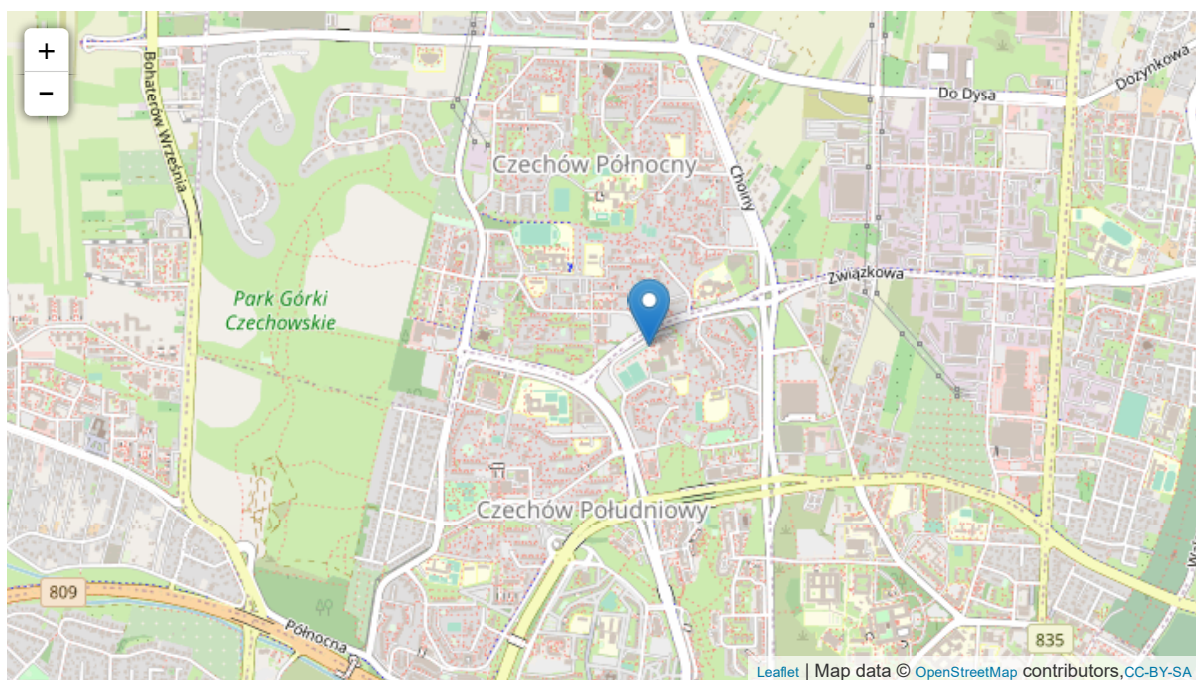 +
−
Bohaterów Września
Do Dysa
Dożynkowa
Czechów Północny
Choiny
Związkowa
Park Górki
Czechowskie
Czechów Południowy
809
Północna
835
Leaflet | Map data © OpenStreetMap contributors,CC-BY-SA